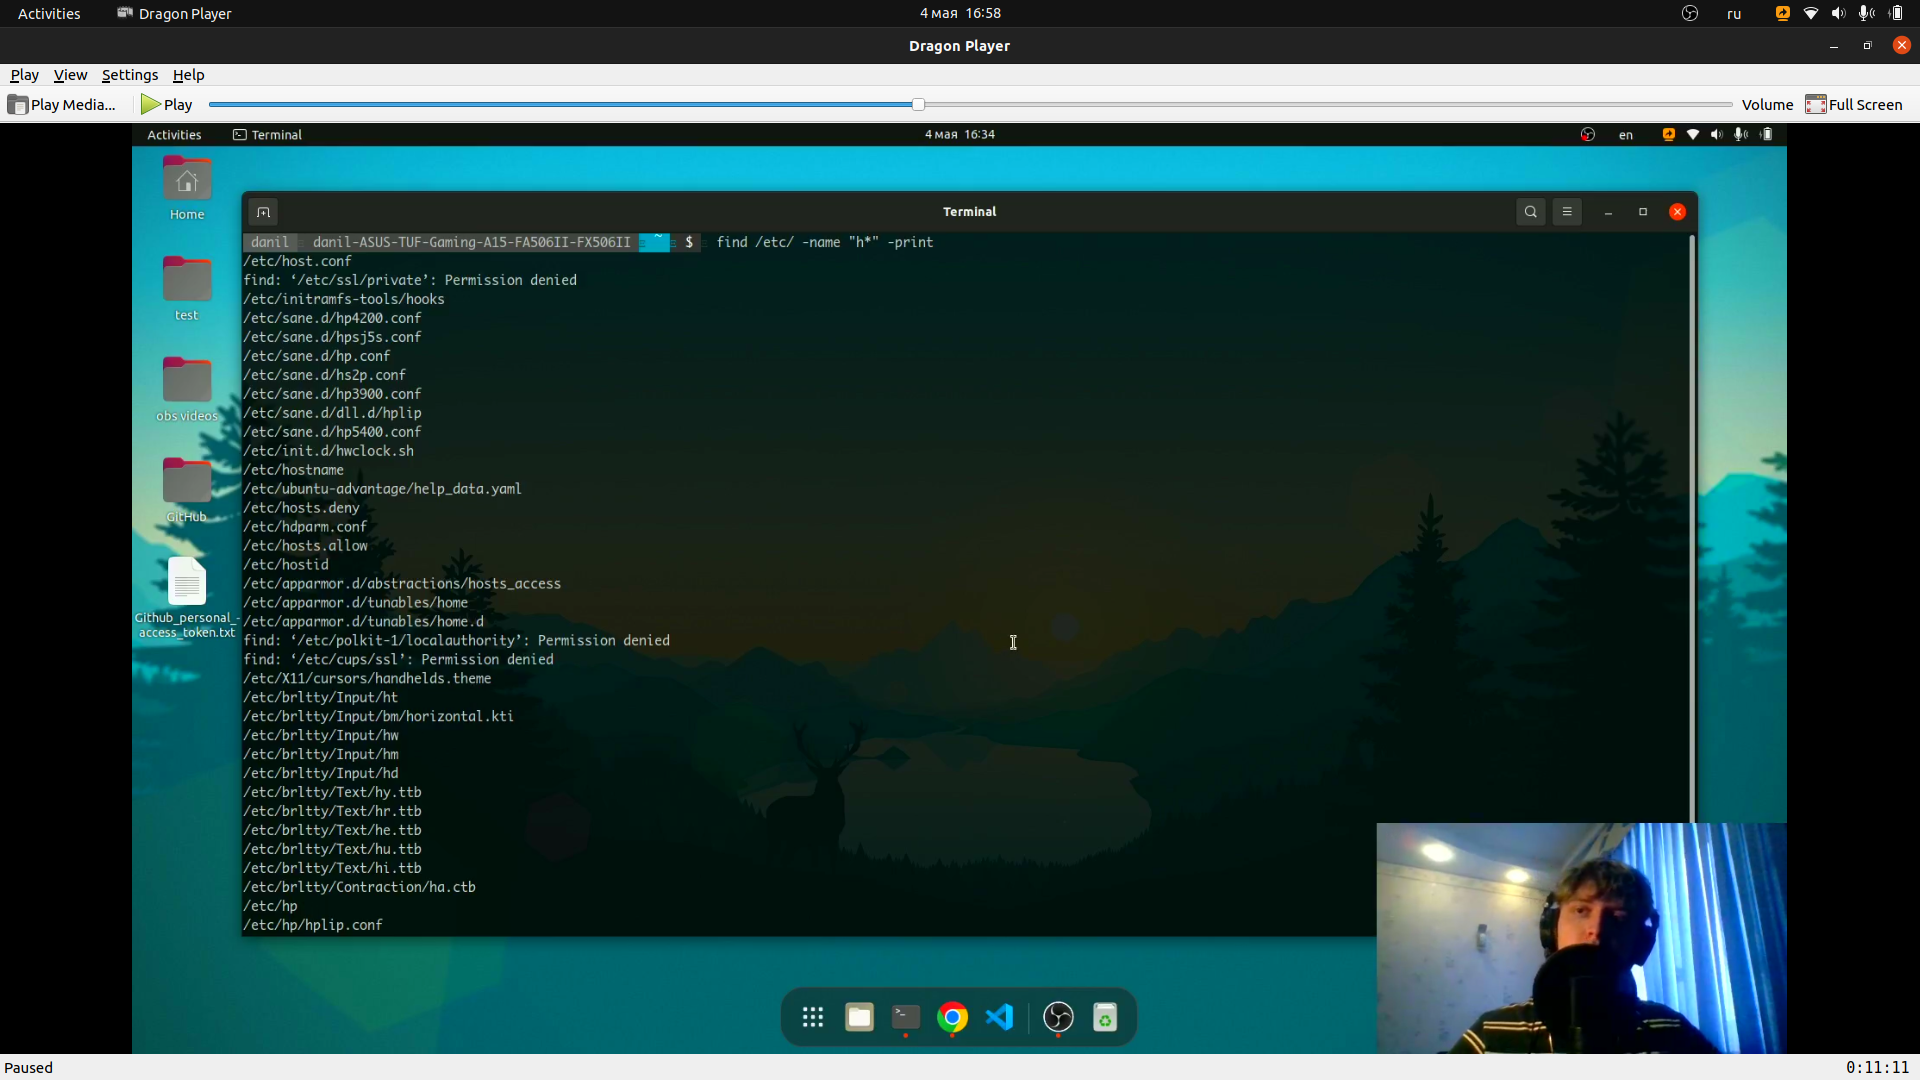 Activities Dragon Player 4 мая 16:58 ru
Dragon Player
Play View Settings Help
Play Media... Play Volume Full Screen
Activities Terminal 4 мая 16:34 en
Home
test
obs videos
GitHub
Github_personal_-
access_token.txt
Terminal
danil danil-ASUS-TUF-Gaming-A15-FA506II-FX506II ~ $ find /etc/ -name "h*" -print
/etc/host.conf
find: ‘/etc/ssl/private’: Permission denied
/etc/initramfs-tools/hooks
/etc/sane.d/hp4200.conf
/etc/sane.d/hpsj5s.conf
/etc/sane.d/hp.conf
/etc/sane.d/hs2p.conf
/etc/sane.d/hp3900.conf
/etc/sane.d/dll.d/hplip
/etc/sane.d/hp5400.conf
/etc/init.d/hwclock.sh
/etc/hostname
/etc/ubuntu-advantage/help_data.yaml
/etc/hosts.deny
/etc/hdparm.conf
/etc/hosts.allow
/etc/hostid
/etc/apparmor.d/abstractions/hosts_access
/etc/apparmor.d/tunables/home
/etc/apparmor.d/tunables/home.d
find: ‘/etc/polkit-1/localauthority’: Permission denied
find: ‘/etc/cups/ssl’: Permission denied
/etc/X11/cursors/handhelds.theme
/etc/brltty/Input/ht
/etc/brltty/Input/bm/horizontal.kti
/etc/brltty/Input/hw
/etc/brltty/Input/hm
/etc/brltty/Input/hd
/etc/brltty/Text/hy.ttb
/etc/brltty/Text/hr.ttb
/etc/brltty/Text/he.ttb
/etc/brltty/Text/hu.ttb
/etc/brltty/Text/hi.ttb
/etc/brltty/Contraction/ha.ctb
/etc/hp
/etc/hp/hplip.conf
Paused 0:11:11